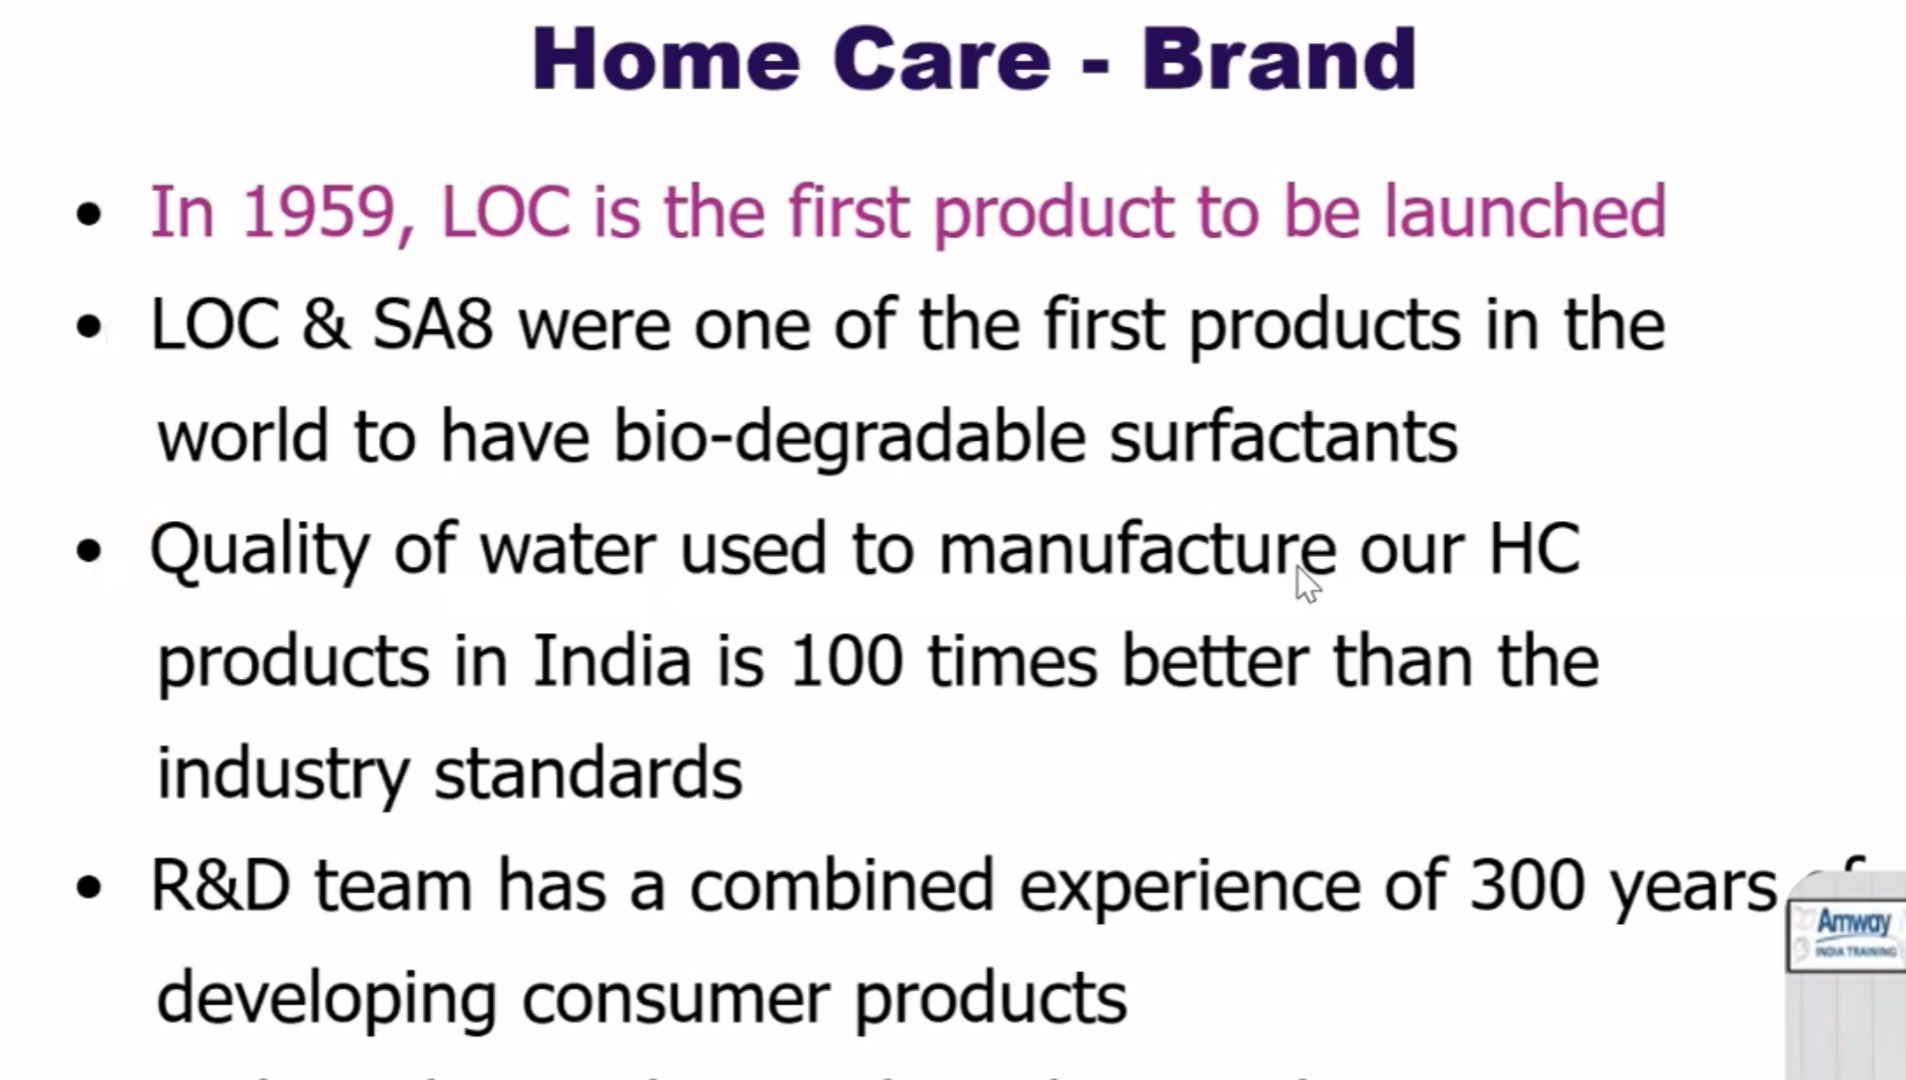 Home Care - Brand
• In 1959, LOC is the first product to be launched
• LOC & SA8 were one of the first products in the
world to have bio-degradable surfactants
• Quality of water used to manufacture our HC
products in India is 100 times better than the
industry standards
• R&D team has a combined experience of 300 years of
developing consumer products
Amway
INDIA TRAINING